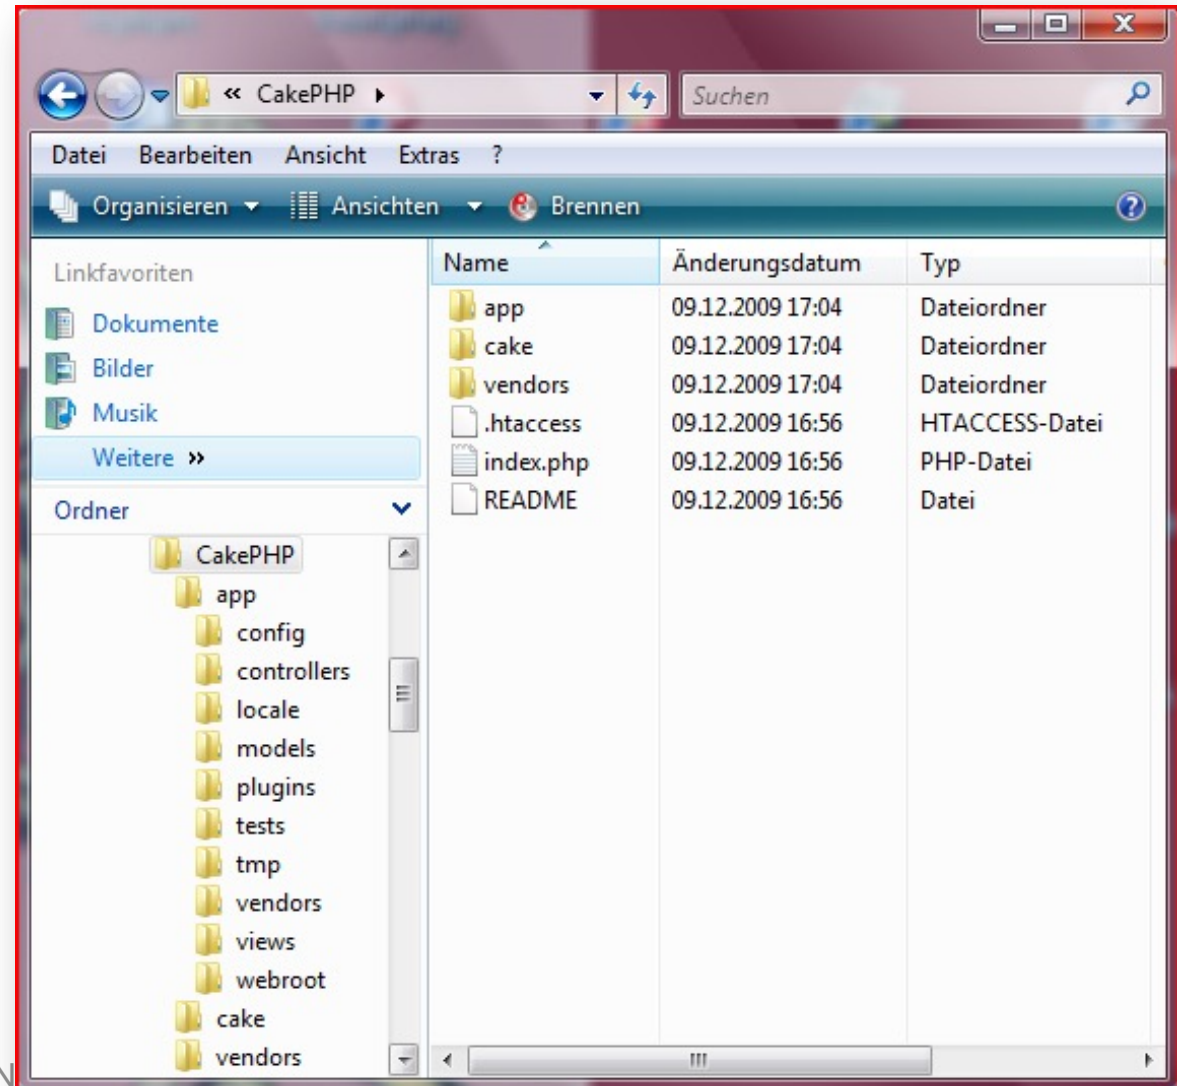 « CakePHP
Suchen
Datei Bearbeiten Ansicht Extras ?
Organisieren Ansichten Brennen ?
Linkfavoriten
Dokumente
Bilder
Musik
Weitere »
Ordner
CakePHP
app
config
controllers
locale
models
plugins
tests
tmp
vendors
views
webroot
cake
vendors
Name Änderungsdatum Typ
app 09.12.2009 17:04 Dateiordner
cake 09.12.2009 17:04 Dateiordner
vendors 09.12.2009 17:04 Dateiordner
.htaccess 09.12.2009 16:56 HTACCESS-Datei
index.php 09.12.2009 16:56 PHP-Datei
README 09.12.2009 16:56 Datei
N